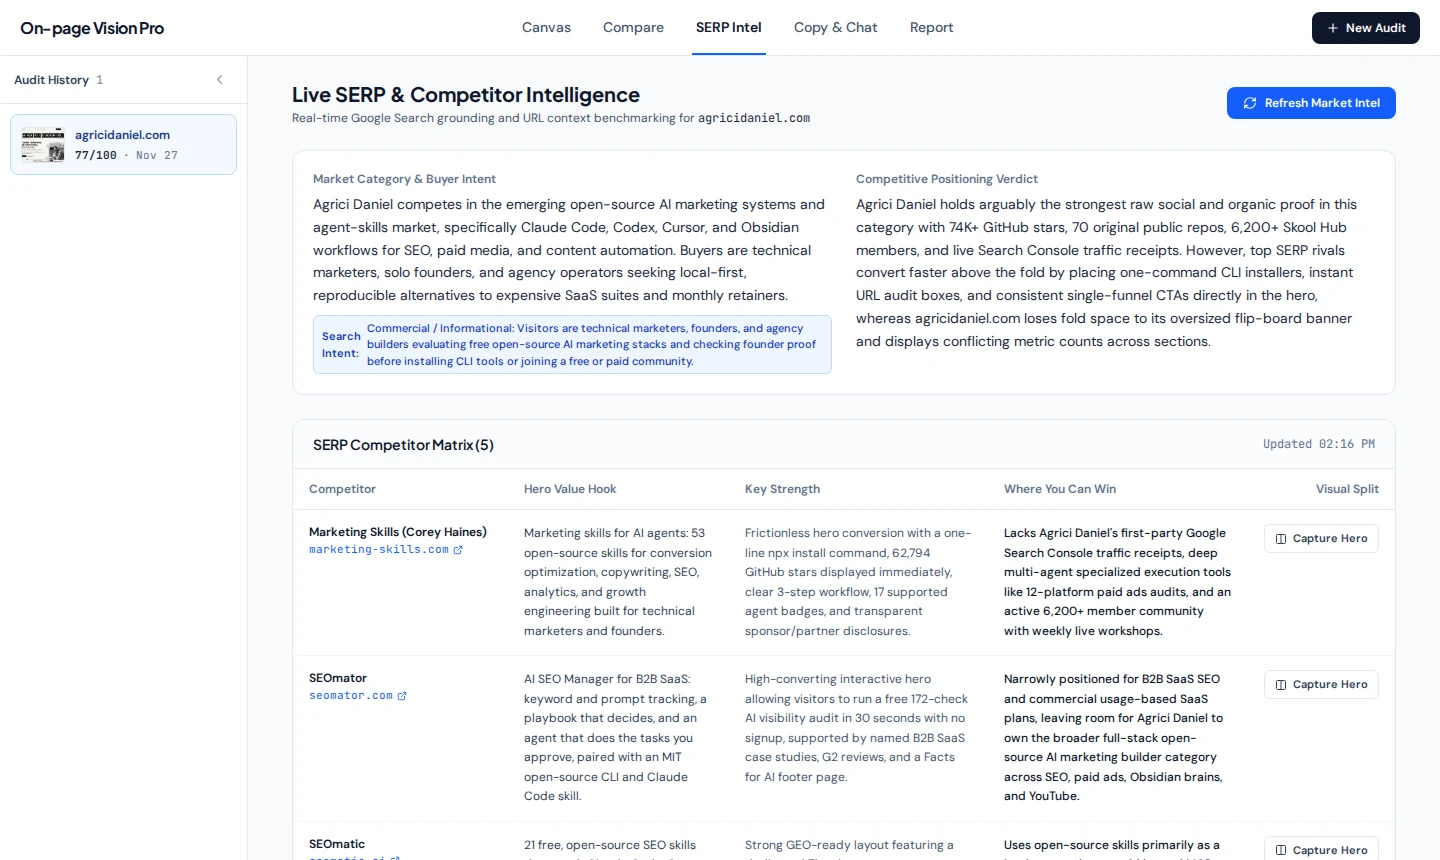 On-page Vision Pro
Canvas
Compare
SERP Intel
Copy & Chat
Report
+ New Audit
Audit History 1
agricidaniel.com
77/100 · Nov 27
Live SERP & Competitor Intelligence
Real-time Google Search grounding and URL context benchmarking for agricidaniel.com
Refresh Market Intel
Market Category & Buyer Intent
Agrici Daniel competes in the emerging open-source AI marketing systems and
agent-skills market, specifically Claude Code, Codex, Cursor, and Obsidian
workflows for SEO, paid media, and content automation. Buyers are technical
marketers, solo founders, and agency operators seeking local-first,
reproducible alternatives to expensive SaaS suites and monthly retainers.
Search
Intent:
Commercial / Informational: Visitors are technical marketers, founders, and agency
builders evaluating free open-source AI marketing stacks and checking founder proof
before installing CLI tools or joining a free or paid community.
Competitive Positioning Verdict
Agrici Daniel holds arguably the strongest raw social and organic proof in this
category with 74K+ GitHub stars, 70 original public repos, 6,200+ Skool Hub
members, and live Search Console traffic receipts. However, top SERP rivals
convert faster above the fold by placing one-command CLI installers, instant
URL audit boxes, and consistent single-funnel CTAs directly in the hero,
whereas agricidaniel.com loses fold space to its oversized flip-board banner
and displays conflicting metric counts across sections.
SERP Competitor Matrix (5)
Updated 02:16 PM
Competitor
Hero Value Hook
Key Strength
Where You Can Win
Visual Split
Marketing Skills (Corey Haines)
marketing-skills.com
Marketing skills for AI agents: 53
open-source skills for conversion
optimization, copywriting, SEO,
analytics, and growth
engineering built for technical
marketers and founders.
Frictionless hero conversion with a one-
line npx install command, 62,794
GitHub stars displayed immediately,
clear 3-step workflow, 17 supported
agent badges, and transparent
sponsor/partner disclosures.
Lacks Agrici Daniel's first-party Google
Search Console traffic receipts, deep
multi-agent specialized execution tools
like 12-platform paid ads audits, and an
active 6,200+ member community
with weekly live workshops.
Capture Hero
SEOmator
seomator.com
AI SEO Manager for B2B SaaS:
keyword and prompt tracking, a
playbook that decides, and an
agent that does the tasks you
approve, paired with an MIT
open-source CLI and Claude
Code skill.
High-converting interactive hero
allowing visitors to run a free 172-check
AI visibility audit in 30 seconds with no
signup, supported by named B2B SaaS
case studies, G2 reviews, and a Facts
for AI footer page.
Narrowly positioned for B2B SaaS SEO
and commercial usage-based SaaS
plans, leaving room for Agrici Daniel to
own the broader full-stack open-
source AI marketing builder category
across SEO, paid ads, Obsidian brains,
and YouTube.
Capture Hero
SEOmatic
21 free, open-source SEO skills
Strong GEO-ready layout featuring a
Uses open-source skills primarily as a
Capture Hero